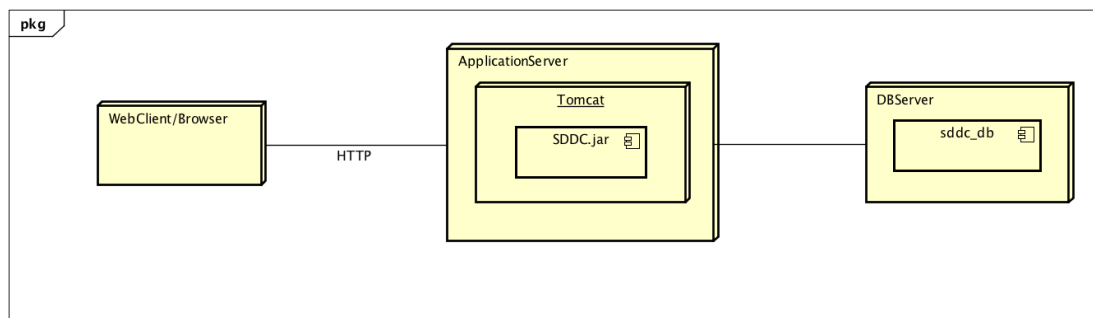 pkg
ApplicationServer
Tomcat
SDDC.jar
WebClient/Browser
HTTP
DBServer
sddc_db